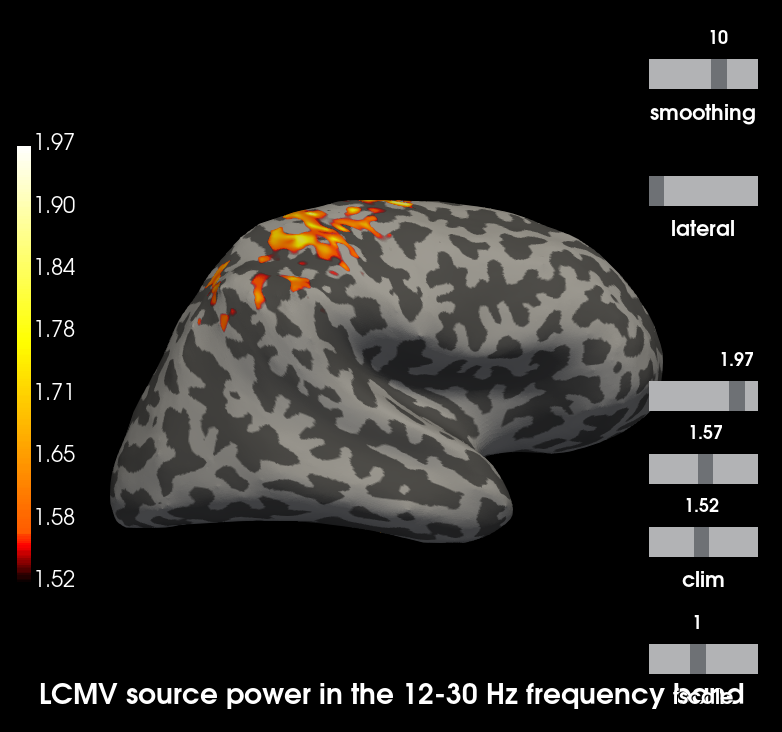 10
smoothing
lateral
1.97
1.90
1.84
1.78
1.71
1.65
1.58
1.52
1.97
1.57
1.52
clim
1
fscale
LCMV source power in the 12-30 Hz frequency band